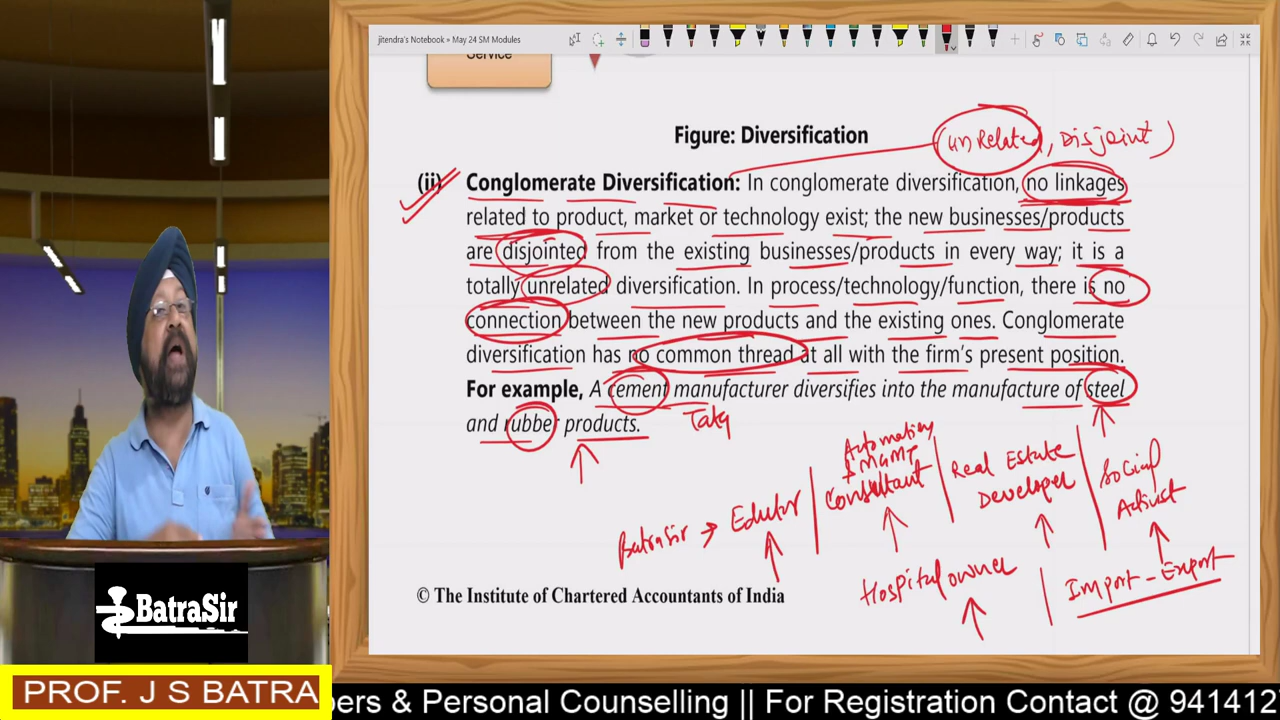 jitendra's Notebook » May 24 SM Modules
Service
Figure: Diversification
(unRelated, Disjoint)
(ii) Conglomerate Diversification: In conglomerate diversification, no linkages
related to product, market or technology exist; the new businesses/products
are disjointed from the existing businesses/products in every way; it is a
totally unrelated diversification. In process/technology/function, there is no
connection between the new products and the existing ones. Conglomerate
diversification has no common thread at all with the firm's present position.
For example, A cement manufacturer diversifies into the manufacture of steel
and rubber products.
Tata
BatraSir → 
Automation
& MGMT
Consultant
Real Estate
Developer
Social
Hospital owner
Import - Export
© The Institute of Chartered Accountants of India
BatraSir
PROF. J S BATRA
pers & Personal Counselling || For Registration Contact @ 941412